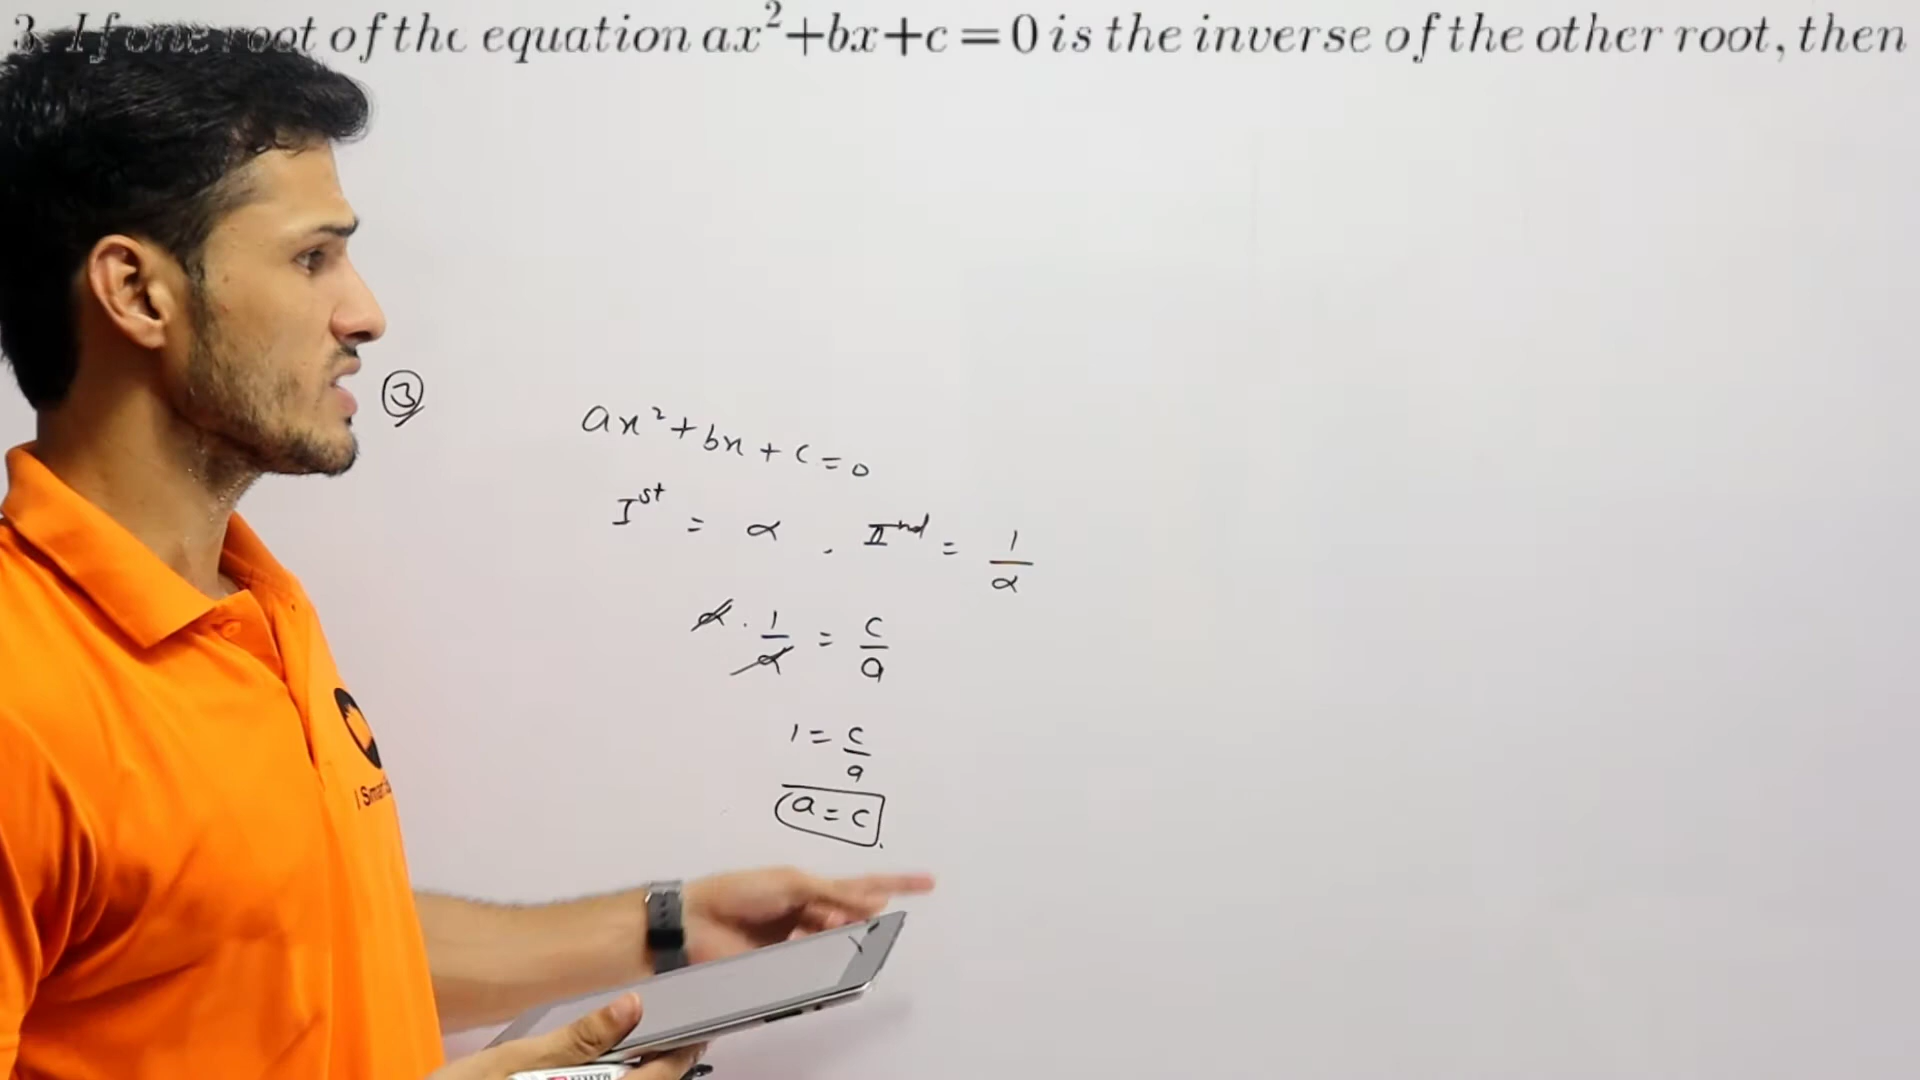 3. If one root of the equation ax²+bx+c=0 is the inverse of the other root, then
③
ax²+bx+c=0
Iˢᵗ = α , IIⁿᵈ = 1/α
α · 1/α = c/a
1 = c/a
a = c